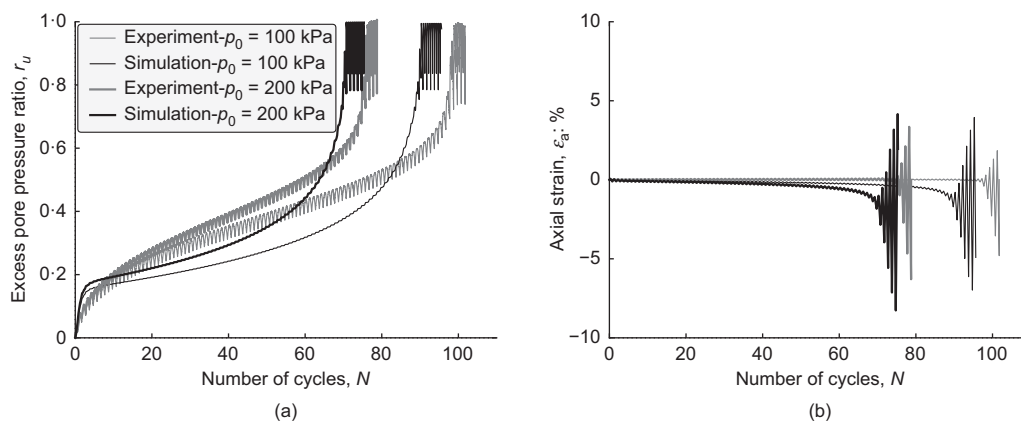 1·0
0·8
0·6
0·4
0·2
0
Excess pore pressure ratio, r_u
Experiment-p_0 = 100 kPa
Simulation-p_0 = 100 kPa
Experiment-p_0 = 200 kPa
Simulation-p_0 = 200 kPa
0 20 40 60 80 100
Number of cycles, N
(a)
10
5
0
−5
−10
Axial strain, ε_a: %
0 20 40 60 80 100
Number of cycles, N
(b)